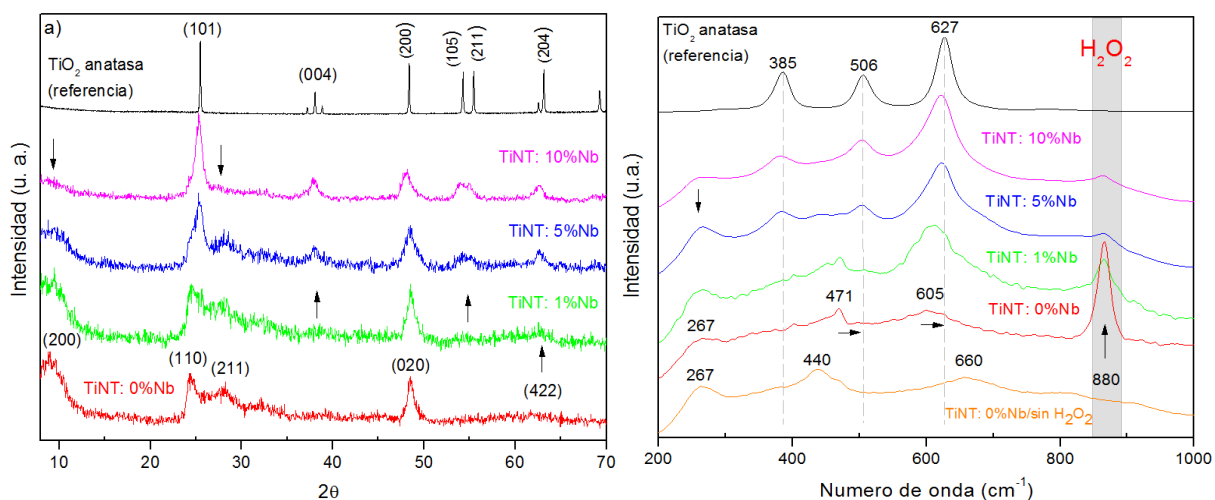 a)
TiO₂ anatasa
(referencia)
(101)
(004)
(200)
(105)
(211)
(204)
TiNT: 10%Nb
TiNT: 5%Nb
TiNT: 1%Nb
(200)
(110)
(211)
(020)
(422)
TiNT: 0%Nb
Intensidad (u. a.)
10 20 30 40 50 60 70
2θ
TiO₂ anatasa
(referencia)
385
506
627
H₂O₂
TiNT: 10%Nb
TiNT: 5%Nb
TiNT: 1%Nb
TiNT: 0%Nb
267
471
605
880
267
440
660
TiNT: 0%Nb/sin H₂O₂
Intensidad (u.a.)
200 400 600 800 1000
Numero de onda (cm⁻¹)